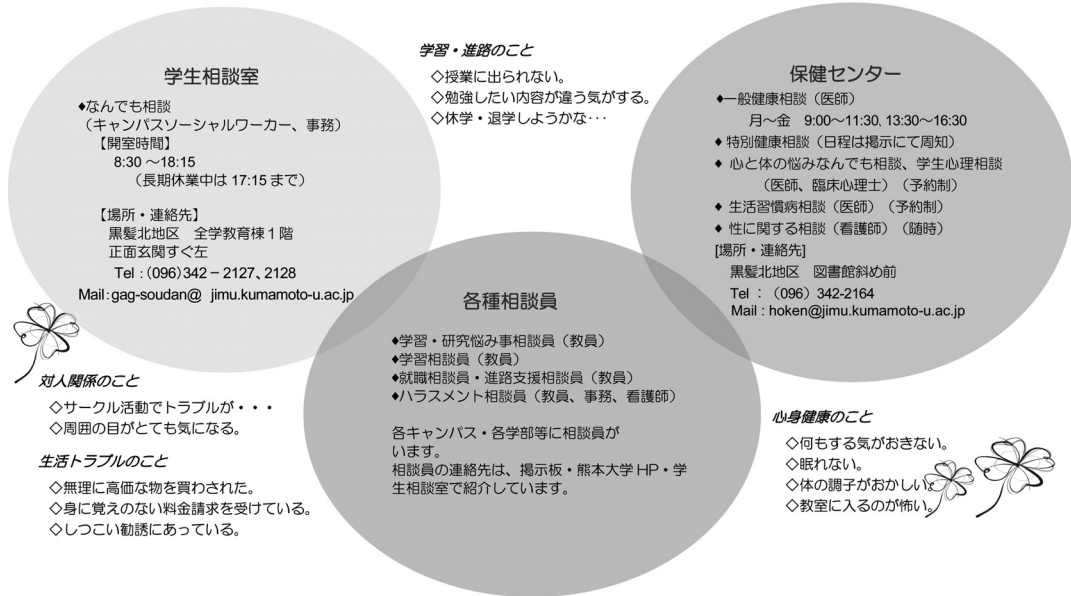 学生相談室
♦なんでも相談
（キャンパスソーシャルワーカー、事務）
【開室時間】
8:30 ～18:15
（長期休業中は 17:15 まで）
【場所・連絡先】
黒髪北地区　全学教育棟１階
正面玄関すぐ左
Tel：（096）342－2127、2128
Mail：gag-soudan@ jimu.kumamoto-u.ac.jp
学習・進路のこと
◇授業に出られない。
◇勉強したい内容が違う気がする。
◇休学・退学しようかな・・・
保健センター
♦一般健康相談（医師）
月～金　9:00～11:30, 13:30～16:30
♦ 特別健康相談（日程は掲示にて周知）
♦ 心と体の悩みなんでも相談、学生心理相談
（医師、臨床心理士）（予約制）
♦ 生活習慣病相談（医師）（予約制）
♦ 性に関する相談（看護師）（随時）
[場所・連絡先]
黒髪北地区　図書館斜め前
Tel ：（096）342-2164
Mail : hoken@jimu.kumamoto-u.ac.jp
各種相談員
♦学習・研究悩み事相談員（教員）
♦学習相談員（教員）
♦就職相談員・進路支援相談員（教員）
♦ハラスメント相談員（教員、事務、看護師）
各キャンパス・各学部等に相談員が
います。
相談員の連絡先は、掲示板・熊本大学 HP・学
生相談室で紹介しています。
対人関係のこと
◇サークル活動でトラブルが・・・
◇周囲の目がとても気になる。
生活トラブルのこと
◇無理に高価な物を買わされた。
◇身に覚えのない料金請求を受けている。
◇しつこい勧誘にあっている。
心身健康のこと
◇何もする気がおきない。
◇眠れない。
◇体の調子がおかしい。
◇教室に入るのが怖い。